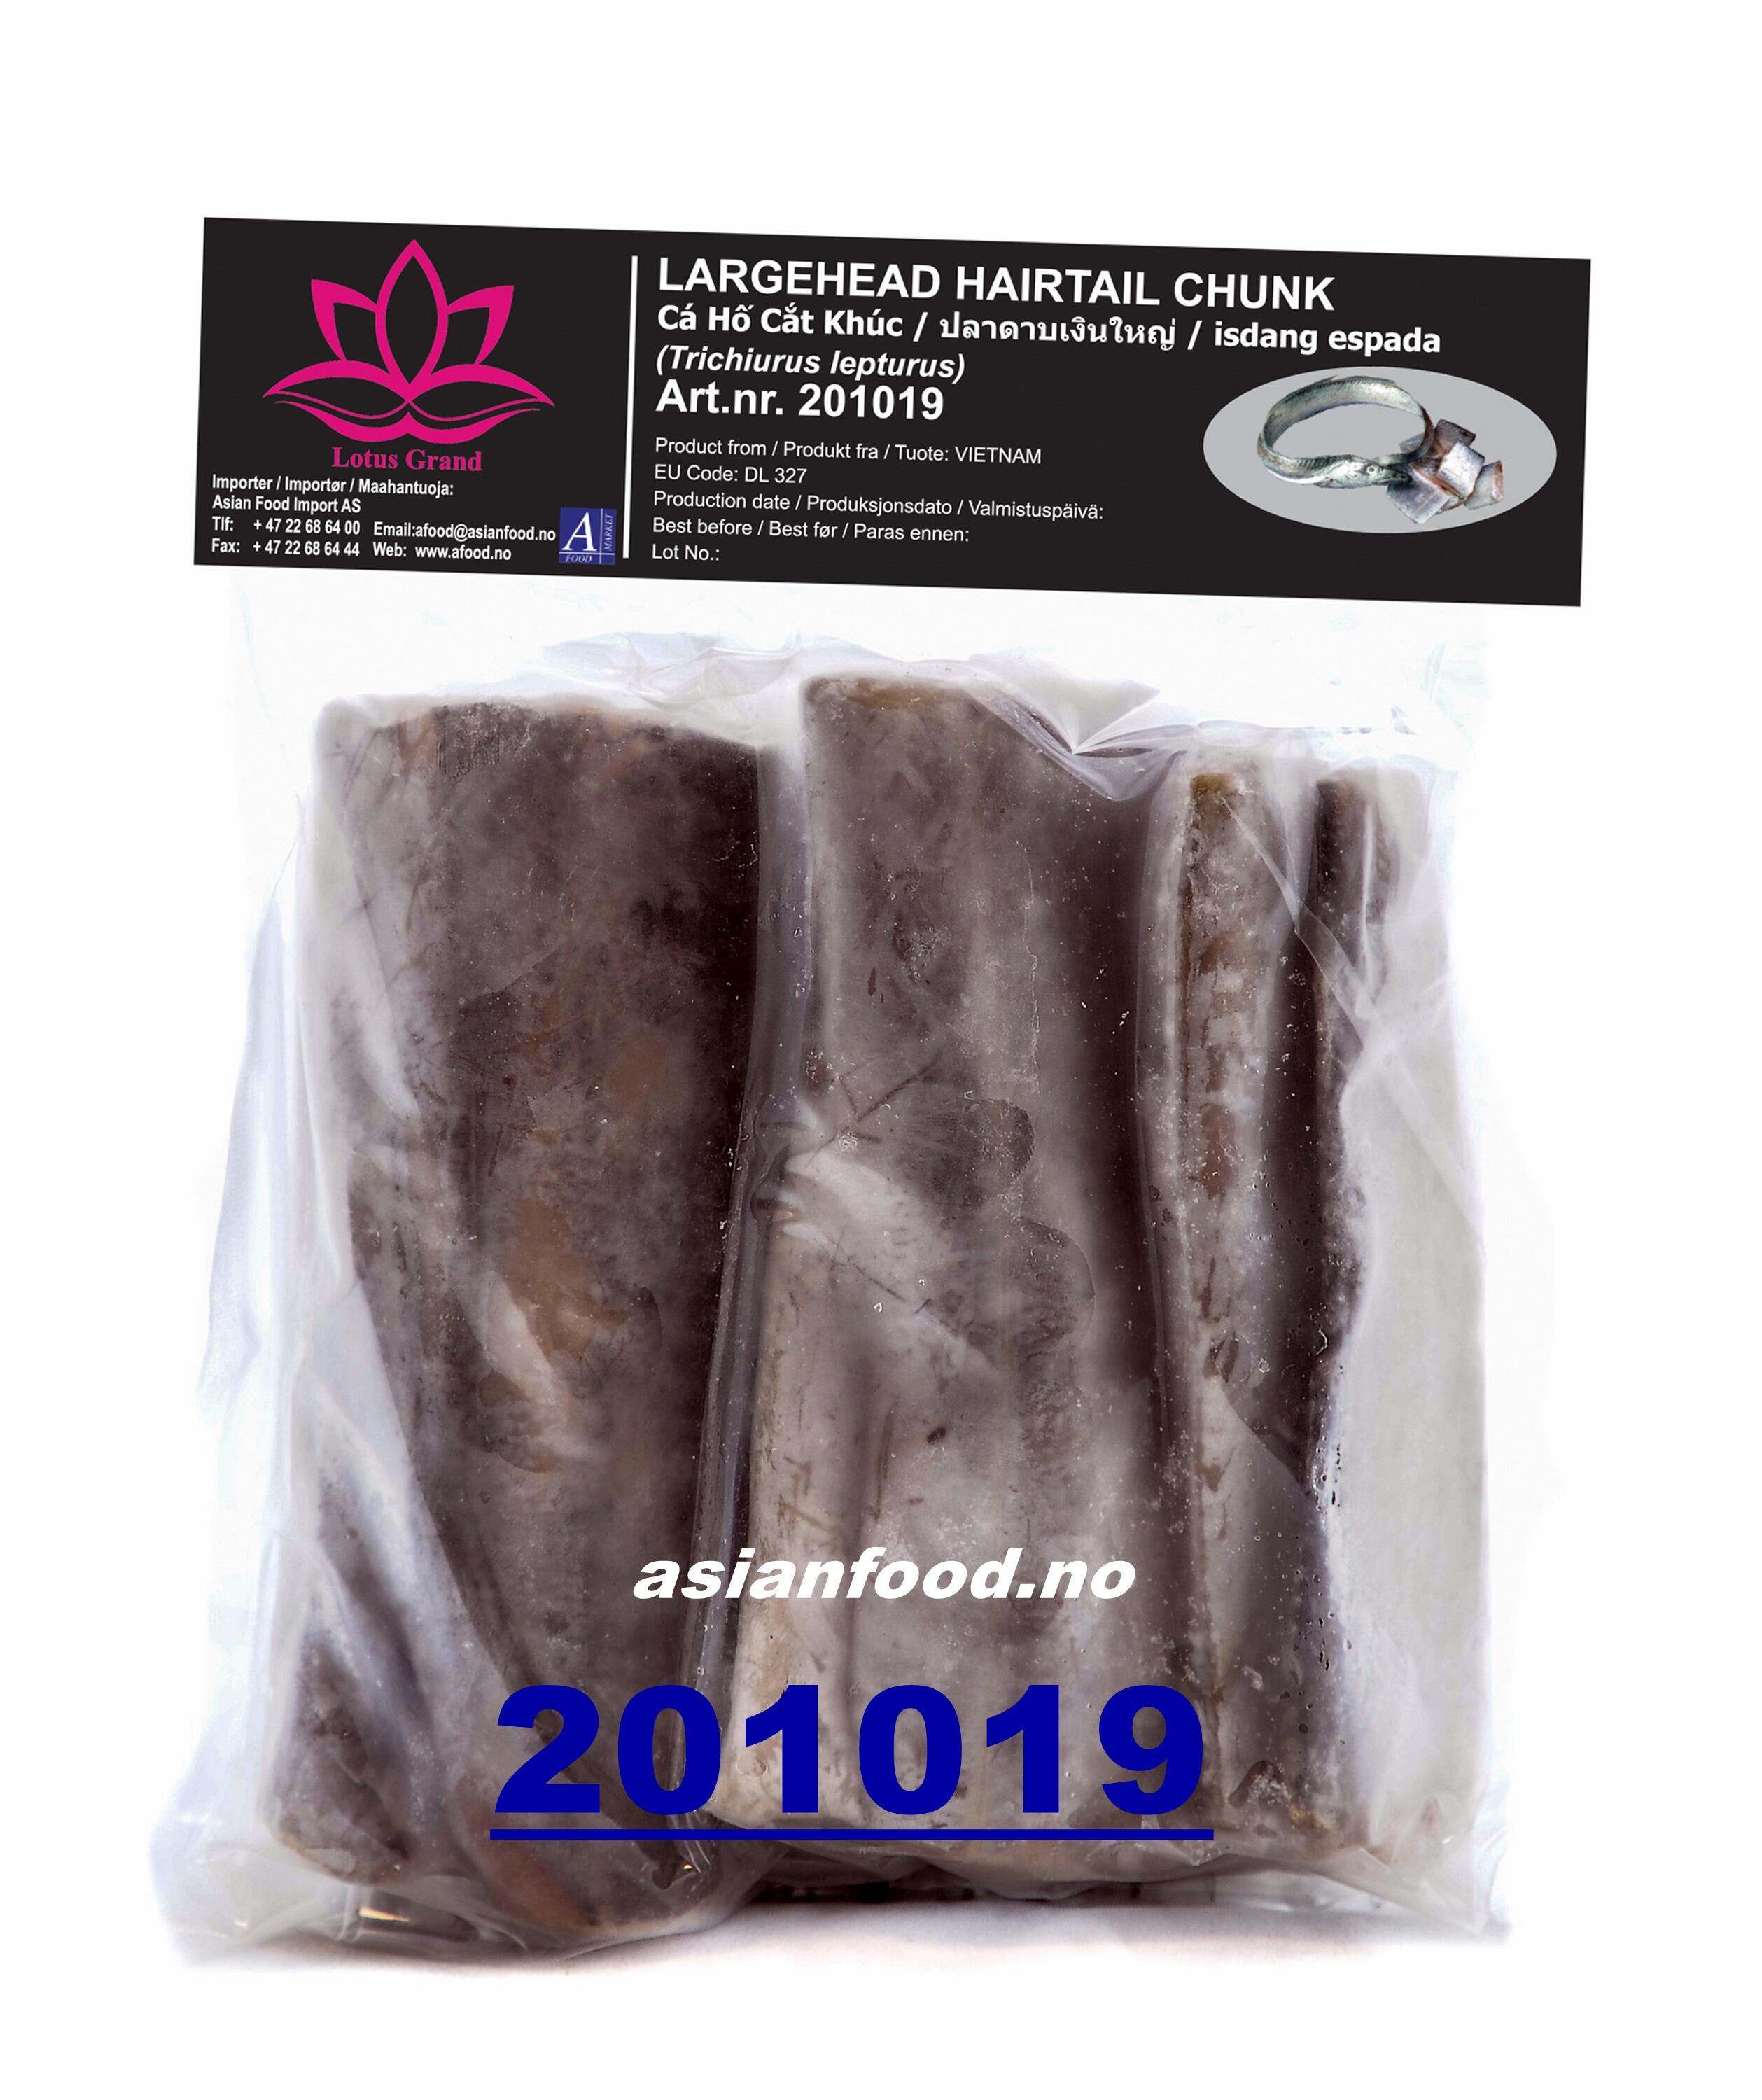 Lotus Grand
Importer / Importør / Maahantuoja:
Asian Food Import AS
Tlf: + 47 22 68 64 00 Email:afood@asianfood.no
Fax: + 47 22 68 64 44 Web: www.afood.no
A
FOOD
MARKET
LARGEHEAD HAIRTAIL CHUNK
Cá Hố Cắt Khúc / ปลาดาบเงินใหญ่ / isdang espada
(Trichiurus lepturus)
Art.nr. 201019
Product from / Produkt fra / Tuote: VIETNAM
EU Code: DL 327
Production date / Produksjonsdato / Valmistuspäivä:
Best before / Best før / Paras ennen:
Lot No.:
asianfood.no
201019